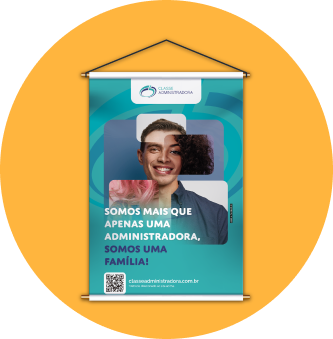 CLASSE
ADMINISTRADORA
SOMOS MAIS QUE
APENAS UMA
ADMINISTRADORA,
SOMOS UMA
FAMÍLIA!
classeadministradora.com.br